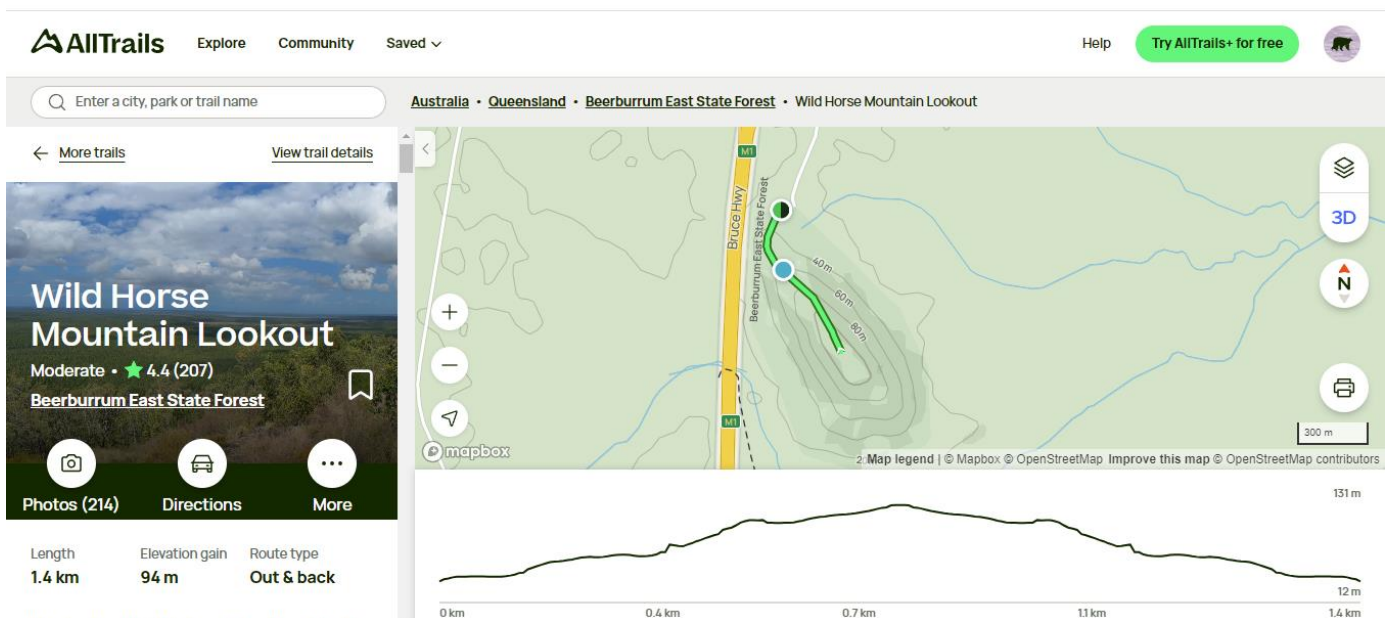 AllTrails Explore Community Saved Help Try AllTrails+ for free
Enter a city, park or trail name
Australia • Queensland • Beerburrum East State Forest • Wild Horse Mountain Lookout
More trails View trail details
Wild Horse
Mountain Lookout
Moderate • 4.4 (207)
Beerburrum East State Forest
Photos (214) Directions More
Length Elevation gain Route type
1.4 km 94 m Out & back
M1
Bruce Hwy
Beerburrum East State Forest
40m
60m
80m
M1
3D
N
300 m
mapbox
Map legend | © Mapbox © OpenStreetMap Improve this map © OpenStreetMap contributors
131 m
12 m
0 km 0.4 km 0.7 km 1.1 km 1.4 km